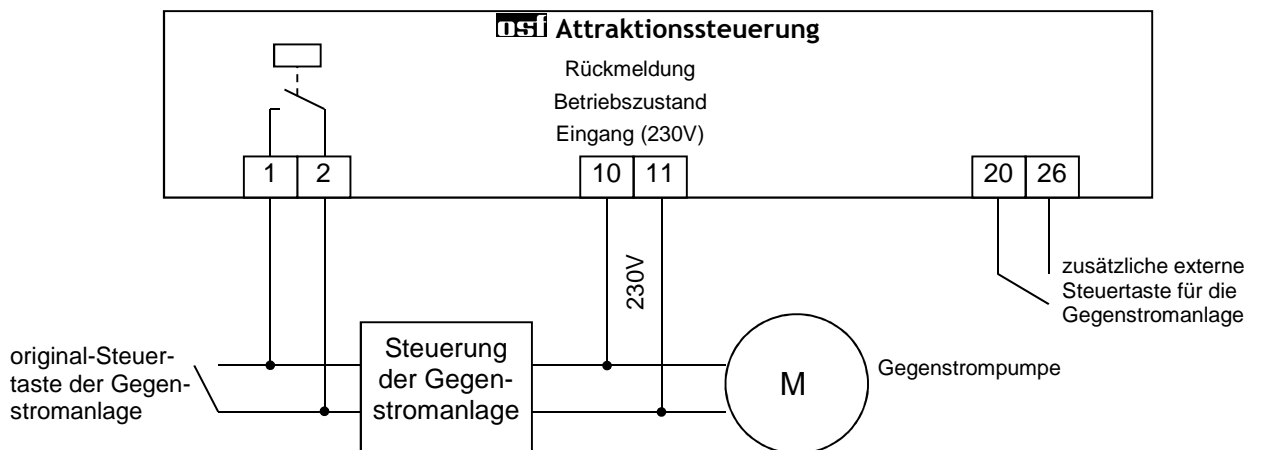 osf Attraktionssteuerung
Rückmeldung
Betriebszustand
Eingang (230V)
1 2
10 11
20 26
230V
zusätzliche externe
Steuertaste für die
Gegenstromanlage
original-Steuer-
taste der Gegen-
stromanlage
Steuerung
der Gegen-
stromanlage
M
Gegenstrompumpe